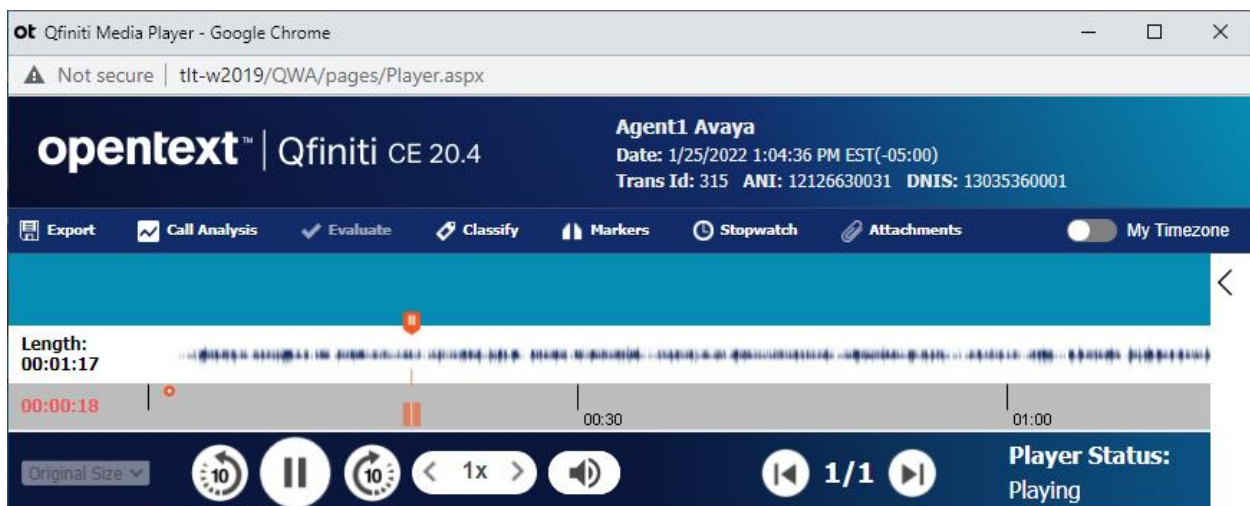 ot Qfiniti Media Player - Google Chrome
Not secure | tlt-w2019/QWA/pages/Player.aspx
opentext™ | Qfiniti CE 20.4
Agent1 Avaya
Date: 1/25/2022 1:04:36 PM EST(-05:00)
Trans Id: 315 ANI: 12126630031 DNIS: 13035360001
Export Call Analysis Evaluate Classify Markers Stopwatch Attachments My Timezone
Length:
00:01:17
00:00:18 00:30 01:00
Original Size 10 10 1x 1/1
Player Status:
Playing